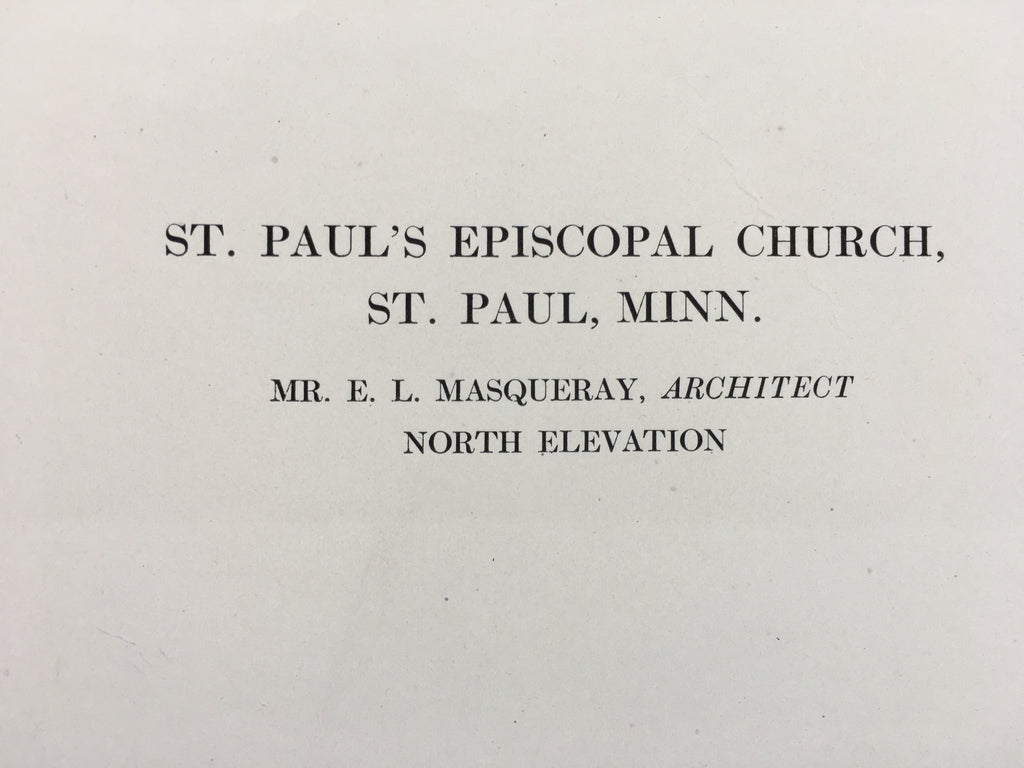 ST. PAUL'S EPISCOPAL CHURCH,
ST. PAUL, MINN.
MR. E. L. MASQUERAY, ARCHITECT
NORTH ELEVATION